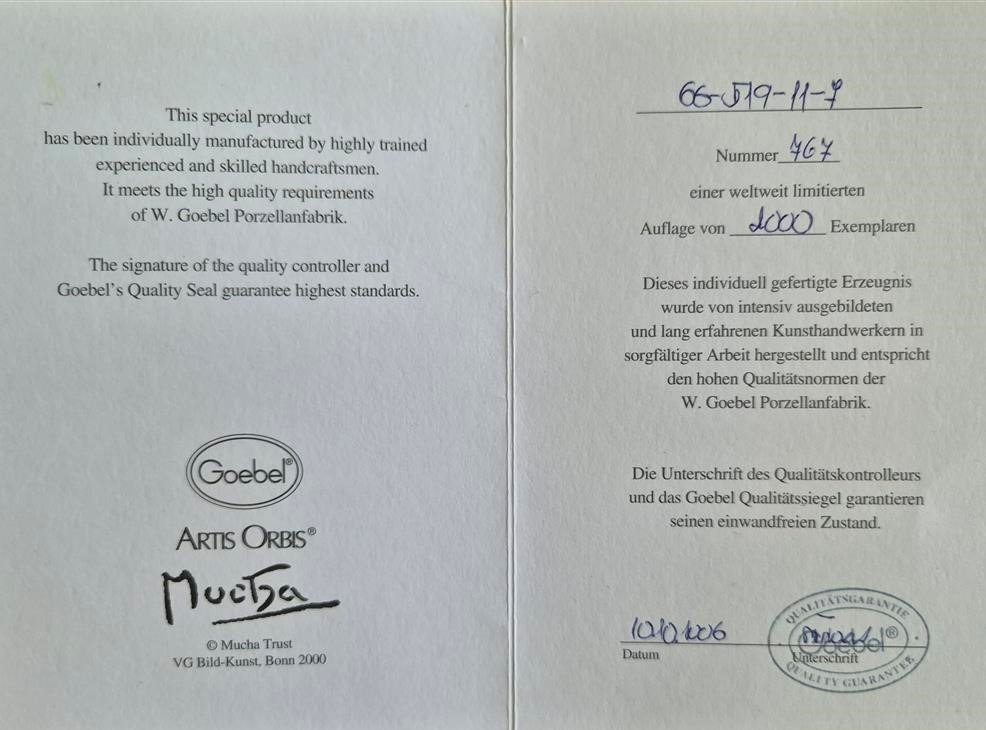 This special product
has been individually manufactured by highly trained
experienced and skilled handcraftsmen.
It meets the high quality requirements
of W. Goebel Porzellanfabrik.
The signature of the quality controller and
Goebel's Quality Seal guarantee highest standards.
Goebel®
ARTIS ORBIS®
Mucha
© Mucha Trust
VG Bild-Kunst, Bonn 2000
66-519-11-7
Nummer 767
einer weltweit limitierten
Auflage von 2000 Exemplaren
Dieses individuell gefertigte Erzeugnis
wurde von intensiv ausgebildeten
und lang erfahrenen Kunsthandwerkern in
sorgfältiger Arbeit hergestellt und entspricht
den hohen Qualitätsnormen der
W. Goebel Porzellanfabrik.
Die Unterschrift des Qualitätskontrolleurs
und das Goebel Qualitätssiegel garantieren
seinen einwandfreien Zustand.
Datum
QUALITÄTSGARANTIE
Goebel®
Unterschrift
QUALITY GUARANTEE